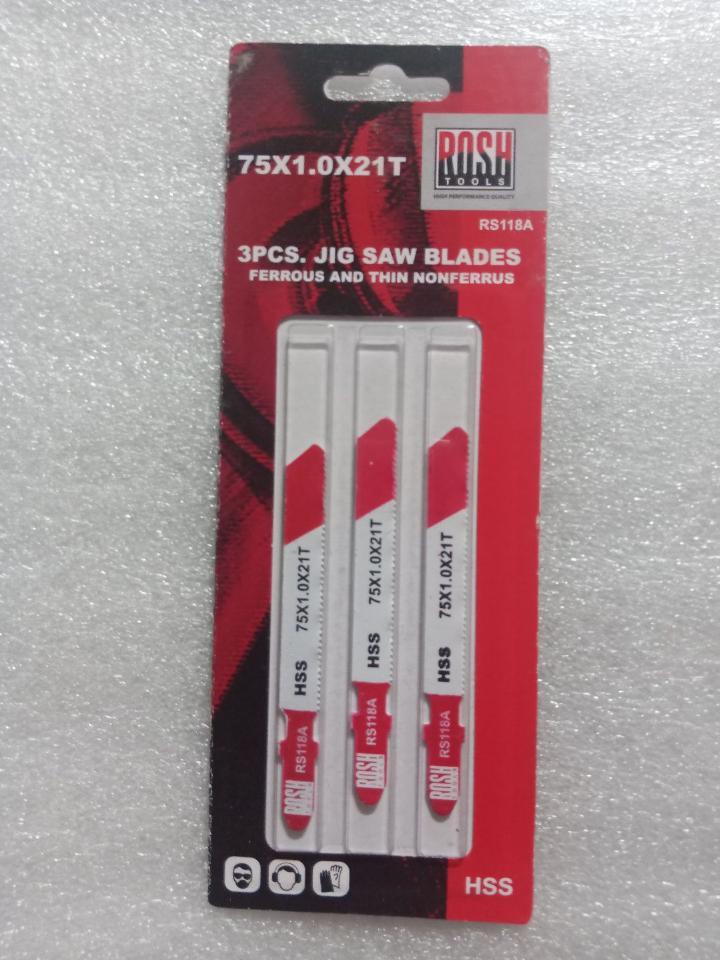 75X1.0X21T
ROSH
TOOLS
HIGH PERFORMANCE QUALITY
RS118A
3PCS. JIG SAW BLADES
FERROUS AND THIN NONFERRUS
HSS 75X1.0X21T
ROSH RS118A
HSS 75X1.0X21T
ROSH RS118A
HSS 75X1.0X21T
ROSH RS118A
HSS